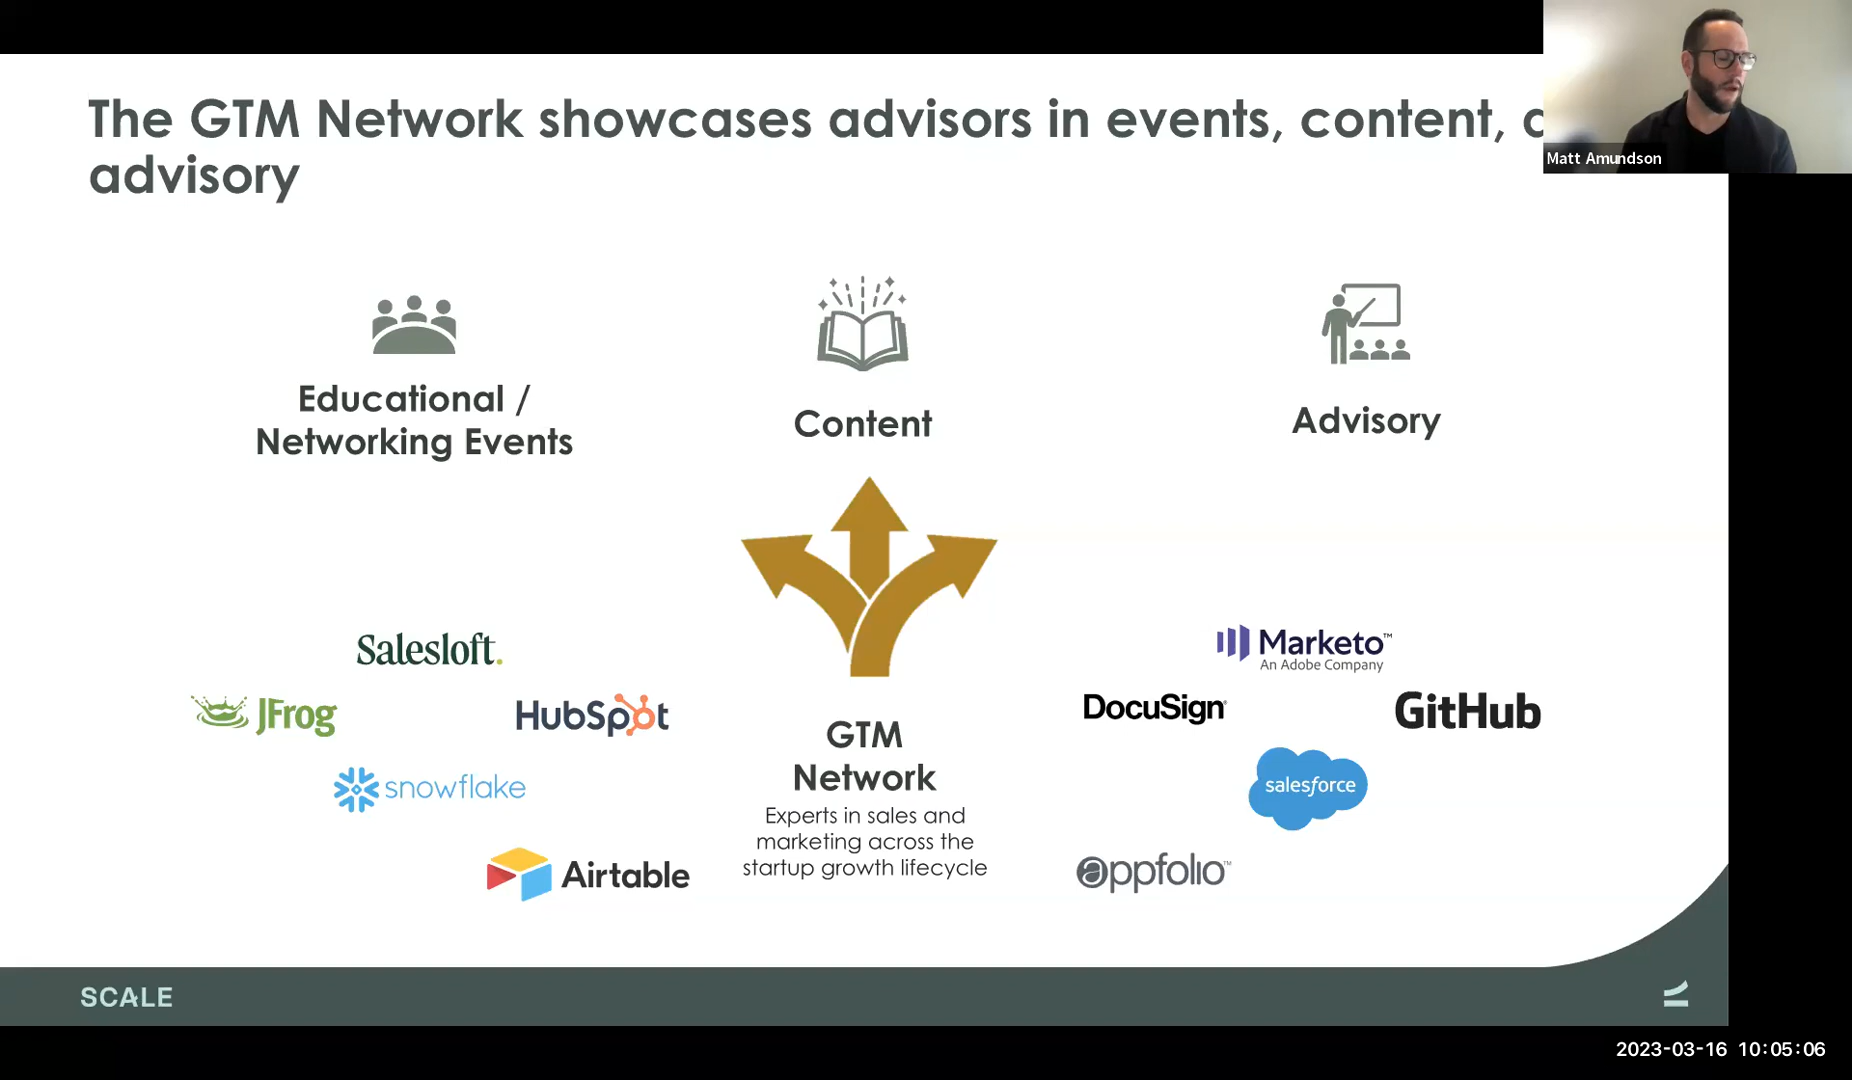 The GTM Network showcases advisors in events, content,
advisory
Matt Amundson
Educational /
Networking Events
Content
Advisory
Salesloft.
JFrog
HubSpot
snowflake
Airtable
GTM
Network
Experts in sales and
marketing across the
startup growth lifecycle
Marketo™
An Adobe Company
DocuSign
GitHub
salesforce
appfolio™
SCALE
2023-03-16 10:05:06